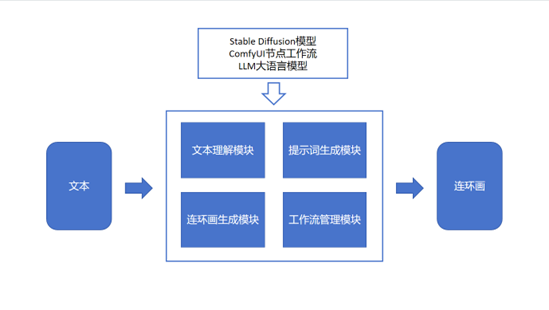 Stable Diffusion模型
ComfyUI节点工作流
LLM大语言模型
文本
文本理解模块
提示词生成模块
连环画生成模块
工作流管理模块
连环画